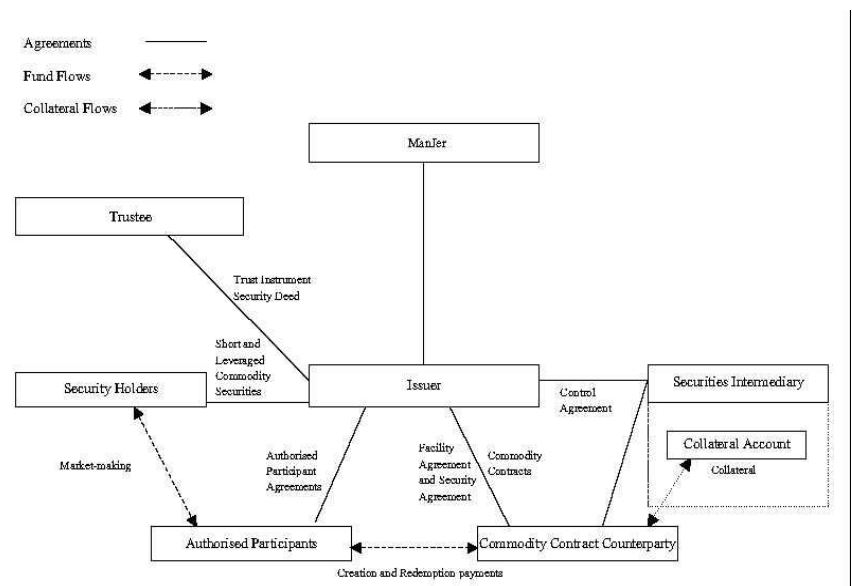 Agreements
Fund Flows
Collateral Flows
ManJer
Trustee
Trust Instrument
Security Deed
Short and
Leveraged
Commodity
Securities
Security Holders
Issuer
Securities Intermediary
Control
Agreement
Collateral Account
Collateral
Market-making
Authorised
Participant
Agreements
Facility
Agreement
and Security
Agreement
Commodity
Contracts
Authorised Participants
Commodity Contract Counterparty
Creation and Redemption payments